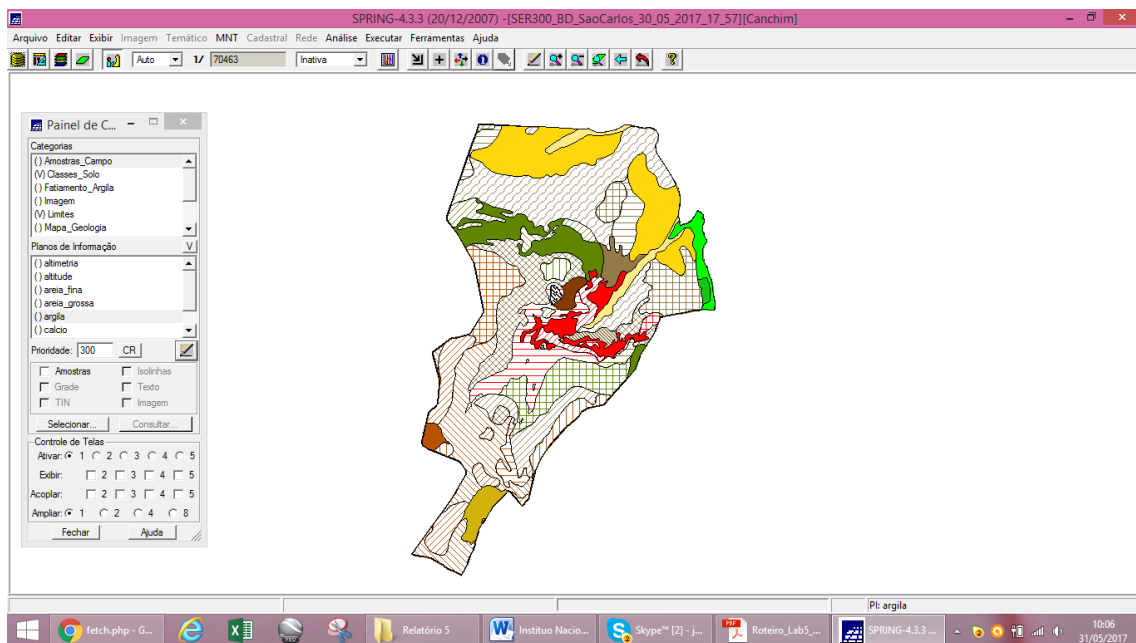 SPRING-4.3.3 (20/12/2007) -[SER300_BD_SaoCarlos_30_05_2017_17_57][Canchim]
Arquivo Editar Exibir Imagem Temático MNT Cadastral Rede Análise Executar Ferramentas Ajuda
Auto 1/ 70463 Inativa
Painel de C...
Categorias
( ) Amostras_Campo
(V) Classes_Solo
( ) Fatiamento_Argila
( ) Imagem
(V) Limites
( ) Mapa_Geologia
Planos de Informação V
( ) altimetria
( ) altitude
( ) areia_fina
( ) areia_grossa
( ) argila
( ) calcio
Prioridade: 300 CR
Amostras Isolinhas
Grade Texto
TIN Imagem
Selecionar... Consultar...
Controle de Telas
Ativar: 1 2 3 4 5
Exibir: 2 3 4 5
Acoplar: 2 3 4 5
Ampliar: 1 2 4 8
Fechar Ajuda
PI: argila
fetch.php - G... Relatório 5 Instituo Nacio... Skype™ [2] - j... Roteiro_Lab5_... SPRING-4.3.3 ...
10:06
31/05/2017